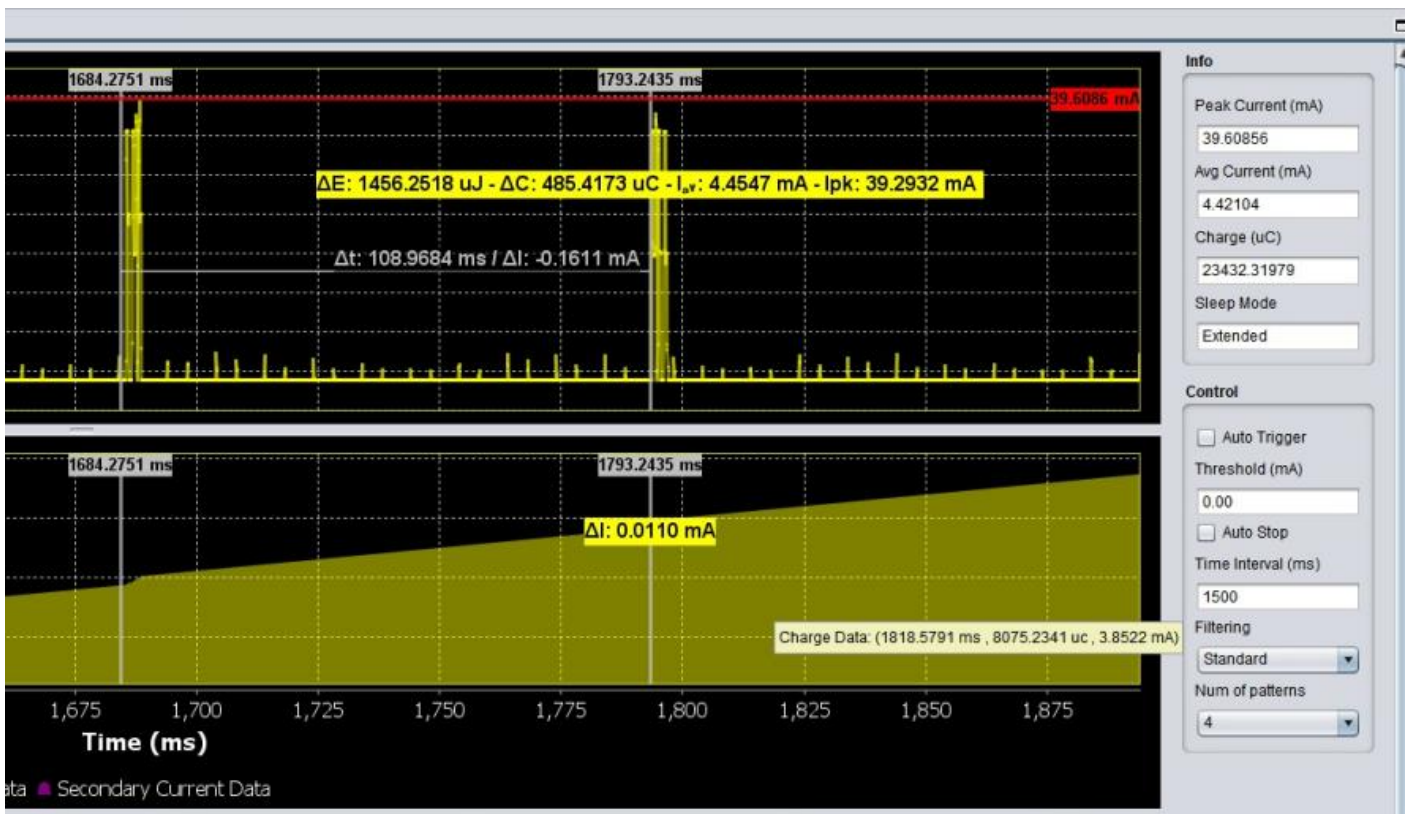 1684.2751 ms
1793.2435 ms
39.6086 mA
ΔE: 1456.2518 uJ - ΔC: 485.4173 uC - Iₐᵥ: 4.4547 mA - Ipk: 39.2932 mA
Δt: 108.9684 ms / ΔI: -0.1611 mA
1684.2751 ms
1793.2435 ms
ΔI: 0.0110 mA
Charge Data: (1818.5791 ms , 8075.2341 uc , 3.8522 mA)
1,675 1,700 1,725 1,750 1,775 1,800 1,825 1,850 1,875
Time (ms)
ata Secondary Current Data
Info
Peak Current (mA)
39.60856
Avg Current (mA)
4.42104
Charge (uC)
23432.31979
Sleep Mode
Extended
Control
Auto Trigger
Threshold (mA)
0.00
Auto Stop
Time Interval (ms)
1500
Filtering
Standard
Num of patterns
4